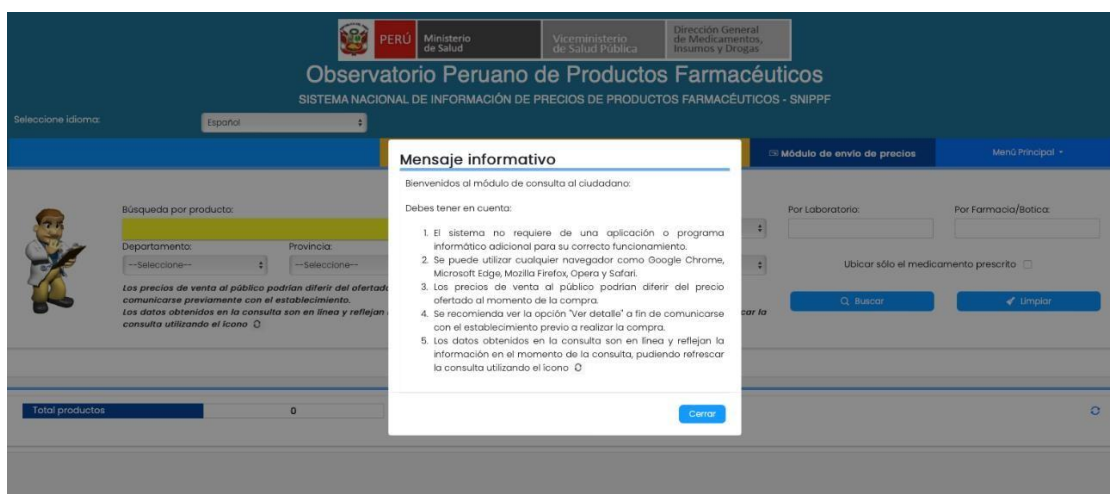 PERÚ
Ministerio
de Salud
Viceministerio
de Salud Pública
Dirección General
de Medicamentos,
Insumos y Drogas
Observatorio Peruano de Productos Farmacéuticos
SISTEMA NACIONAL DE INFORMACIÓN DE PRECIOS DE PRODUCTOS FARMACÉUTICOS - SNIPPF
Seleccione idioma:
Español
Módulo de envío de precios
Menú Principal
Búsqueda por producto:
Por Laboratorio:
Por Farmacia/Botica:
Departamento:
Provincia:
--Seleccione--
--Seleccione--
Ubicar sólo el medicamento prescrito
Los precios de venta al público podrían diferir del ofertado
comunicarse previamente con el establecimiento.
Los datos obtenidos en la consulta son en línea y reflejan
car la
consulta utilizando el ícono
Buscar
Limpiar
Mensaje informativo
Bienvenidos al módulo de consulta al ciudadano:
Debes tener en cuenta:
1. El sistema no requiere de una aplicación o programa
informático adicional para su correcto funcionamiento.
2. Se puede utilizar cualquier navegador como Google Chrome,
Microsoft Edge, Mozilla Firefox, Opera y Safari.
3. Los precios de venta al público podrían diferir del precio
ofertado al momento de la compra.
4. Se recomienda ver la opción "Ver detalle" a fin de comunicarse
con el establecimiento previo a realizar la compra.
5. Los datos obtenidos en la consulta son en línea y reflejan la
información en el momento de la consulta, pudiendo refrescar
la consulta utilizando el ícono
Cerrar
Total productos
0